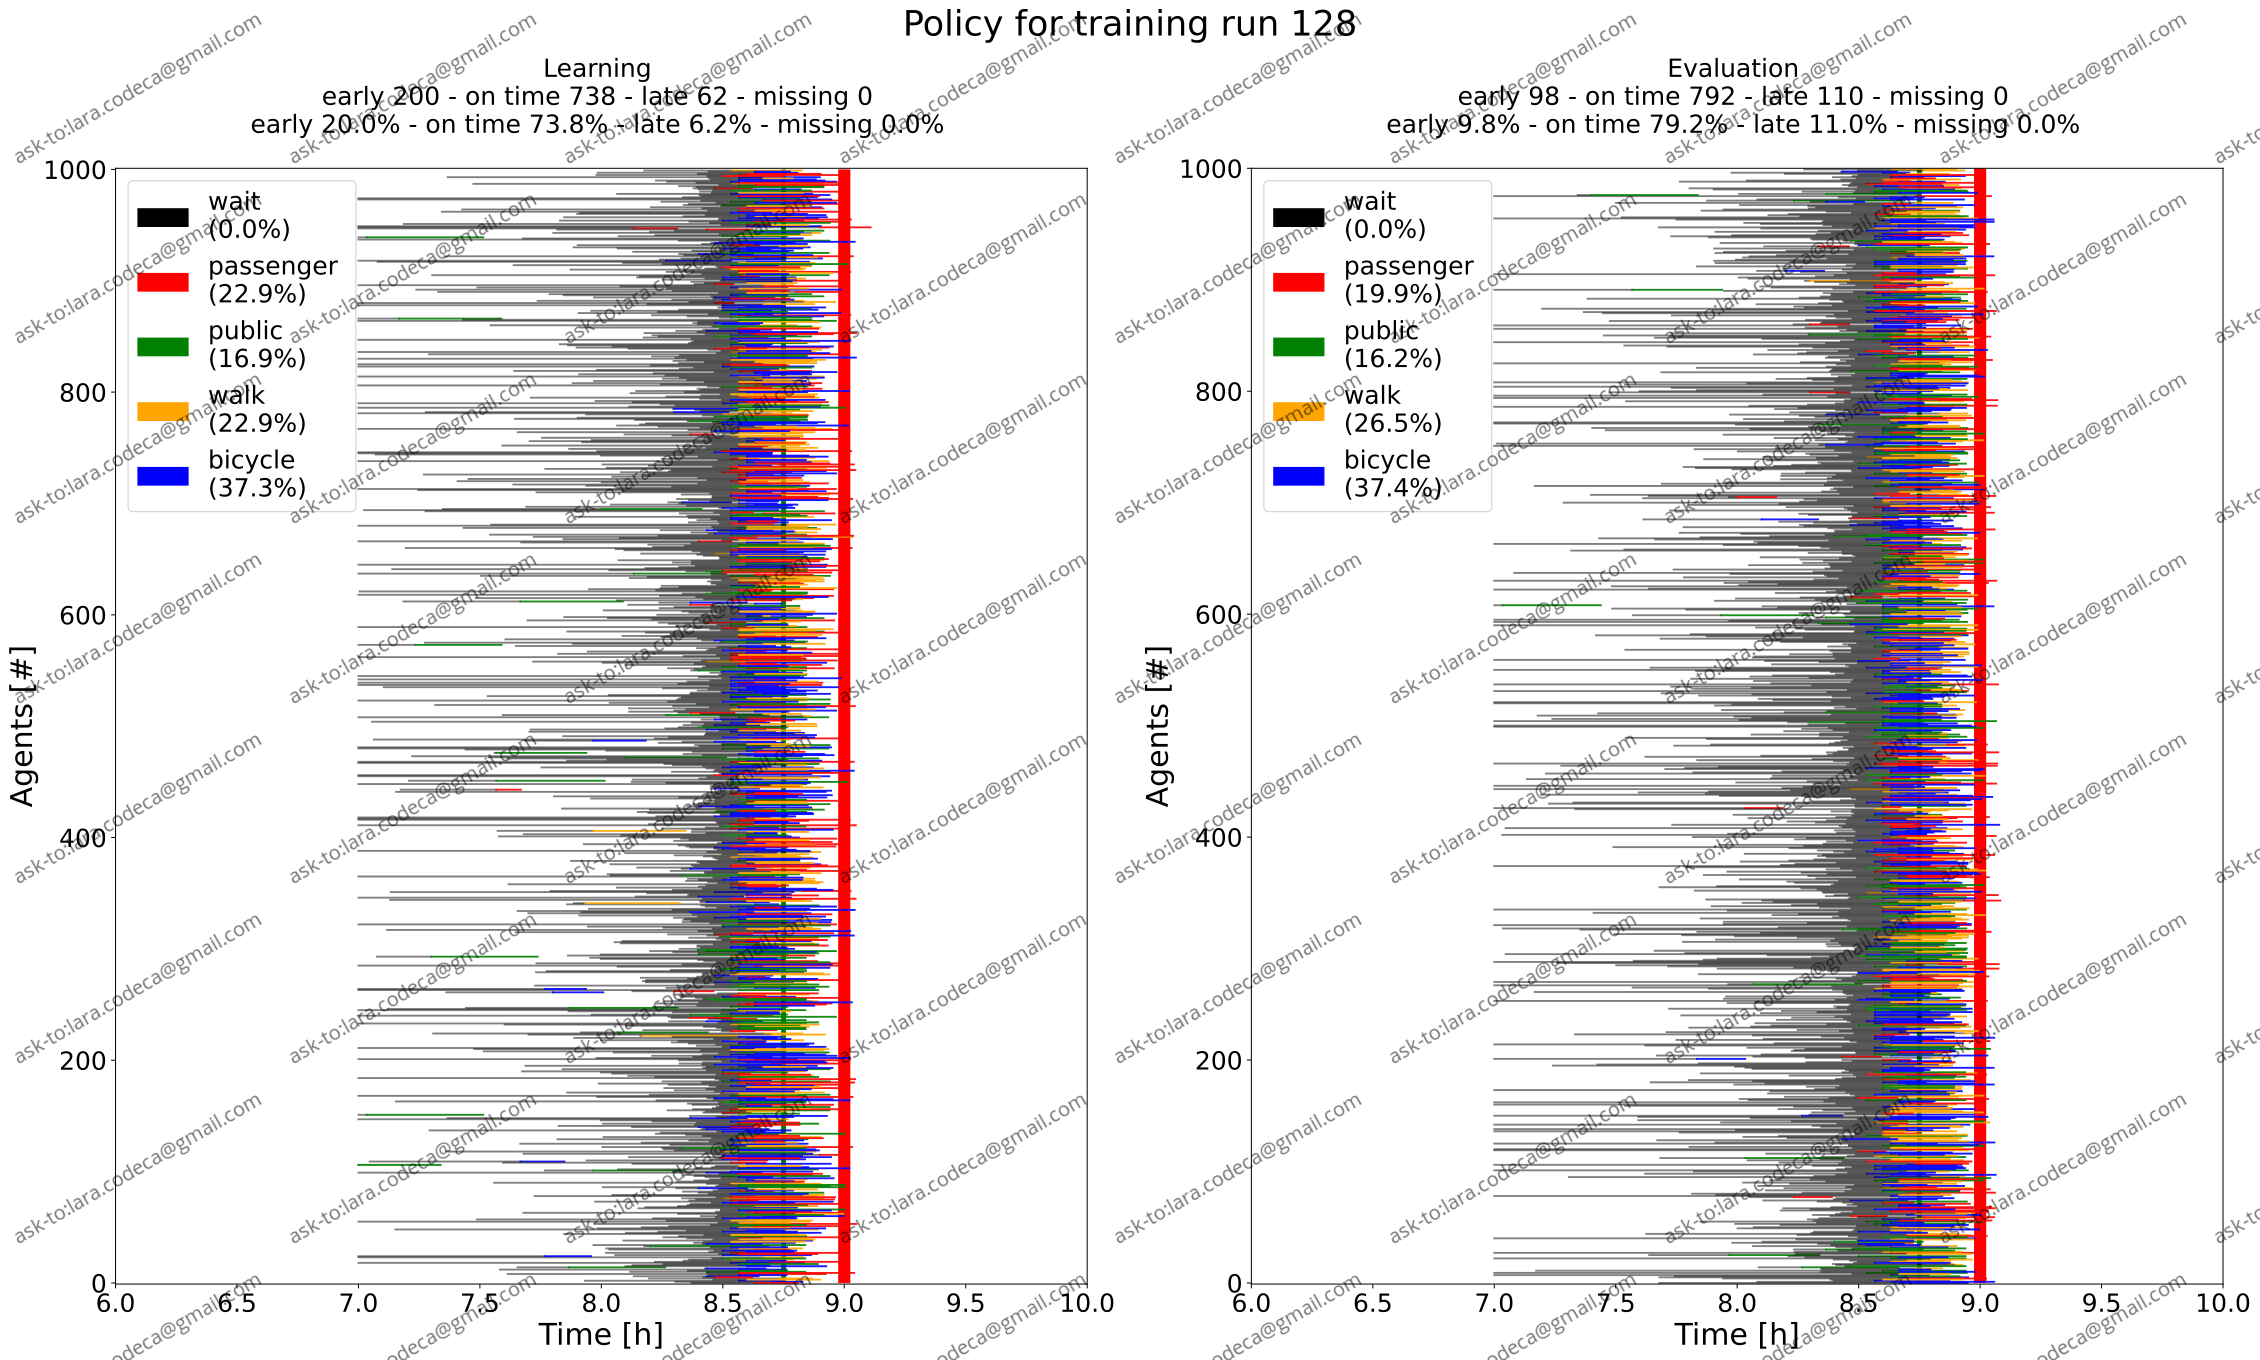 Policy for training run 128
Learning
early 200 - on time 738 - late 62 - missing 0
early 20.0% - on time 73.8% - late 6.2% - missing 0.0%
1000
800
600
400
200
0
Agents [#]
wait
(0.0%)
passenger
(22.9%)
public
(16.9%)
walk
(22.9%)
bicycle
(37.3%)
6.0 6.5 7.0 7.5 8.0 8.5 9.0 9.5 10.0
Time [h]
Evaluation
early 98 - on time 792 - late 110 - missing 0
early 9.8% - on time 79.2% - late 11.0% - missing 0.0%
1000
800
600
400
200
0
Agents [#]
wait
(0.0%)
passenger
(19.9%)
public
(16.2%)
walk
(26.5%)
bicycle
(37.4%)
6.0 6.5 7.0 7.5 8.0 8.5 9.0 9.5 10.0
Time [h]
ask-to:lara.codeca@gmail.com